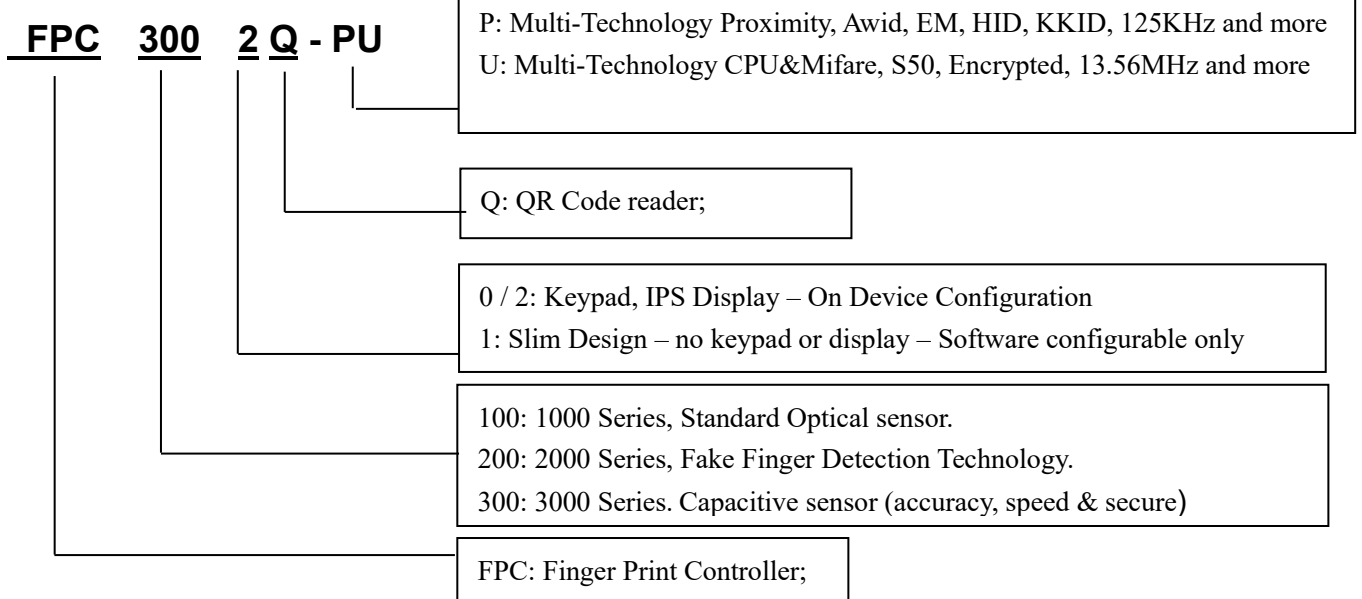 FPC 300 2 Q - PU
P: Multi-Technology Proximity, Awid, EM, HID, KKID, 125KHz and more
U: Multi-Technology CPU&Mifare, S50, Encrypted, 13.56MHz and more
Q: QR Code reader;
0 / 2: Keypad, IPS Display – On Device Configuration
1: Slim Design – no keypad or display – Software configurable only
100: 1000 Series, Standard Optical sensor.
200: 2000 Series, Fake Finger Detection Technology.
300: 3000 Series. Capacitive sensor (accuracy, speed & secure)
FPC: Finger Print Controller;